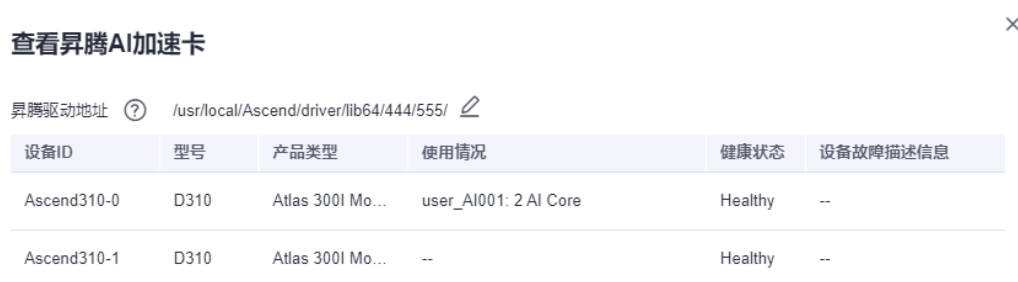 查看昇腾AI加速卡
昇腾驱动地址 ? /usr/local/Ascend/driver/lib64/444/555/
设备ID 型号 产品类型 使用情况 健康状态 设备故障描述信息
Ascend310-0 D310 Atlas 300I Mo... user_AI001: 2 AI Core Healthy --
Ascend310-1 D310 Atlas 300I Mo... -- Healthy --